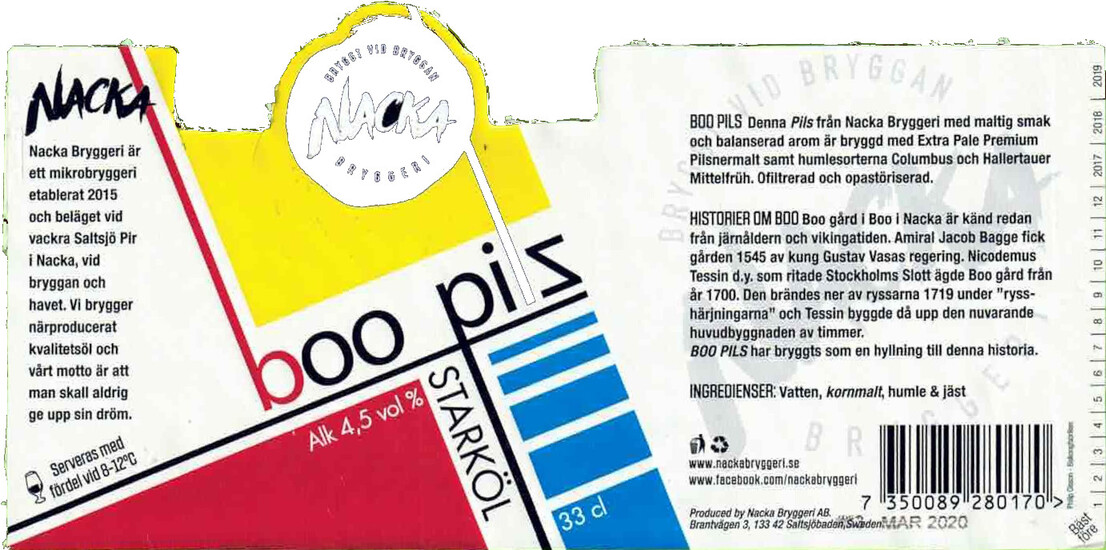 NACKA
Nacka Bryggeri är
ett mikrobryggeri
etablerat 2015
och beläget vid
vackra Saltsjö Pir
i Nacka, vid
bryggan och
havet. Vi brygger
närproducerat
kvalitetsöl och
vårt motto är att
man skall aldrig
ge upp sin dröm.
Serveras med
fördel vid 8-12°C
BRYGGT VID BRYGGAN
NACKA
BRYGGERI
boo pils
STARKÖL
Alk 4,5 vol %
33 cl
BRYGGT VID BRYGGAN
NACKA
BRYGGERI
BOO PILS Denna Pils från Nacka Bryggeri med maltig smak
och balanserad arom är bryggd med Extra Pale Premium
Pilsnermalt samt humlesorterna Columbus och Hallertauer
Mittelfrüh. Ofiltrerad och opastöriserad.
HISTORIER OM BOO Boo gård i Boo i Nacka är känd redan
från järnåldern och vikingatiden. Amiral Jacob Bagge fick
gården 1545 av kung Gustav Vasas regering. Nicodemus
Tessin d.y. som ritade Stockholms Slott ägde Boo gård från
år 1700. Den brändes ner av ryssarna 1719 under "ryss-
härjningarna" och Tessin byggde då upp den nuvarande
huvudbyggnaden av timmer.
BOO PILS har bryggts som en hyllning till denna historia.
INGREDIENSER: Vatten, kornmalt, humle & jäst
www.nackabryggeri.se
www.facebook.com/nackabryggeri
7 350089 280170 >
Produced by Nacka Bryggeri AB.
Brantvägen 3, 133 42 Saltsjöbaden, Sweden.
MAR 2020
Philip Olsson -
Bäst
före
1 | 2 | 3 | 4 | 5 | 6 | 7 | 8 | 9 | 10 | 11 | 12 | 2017 | 2018 | 2019